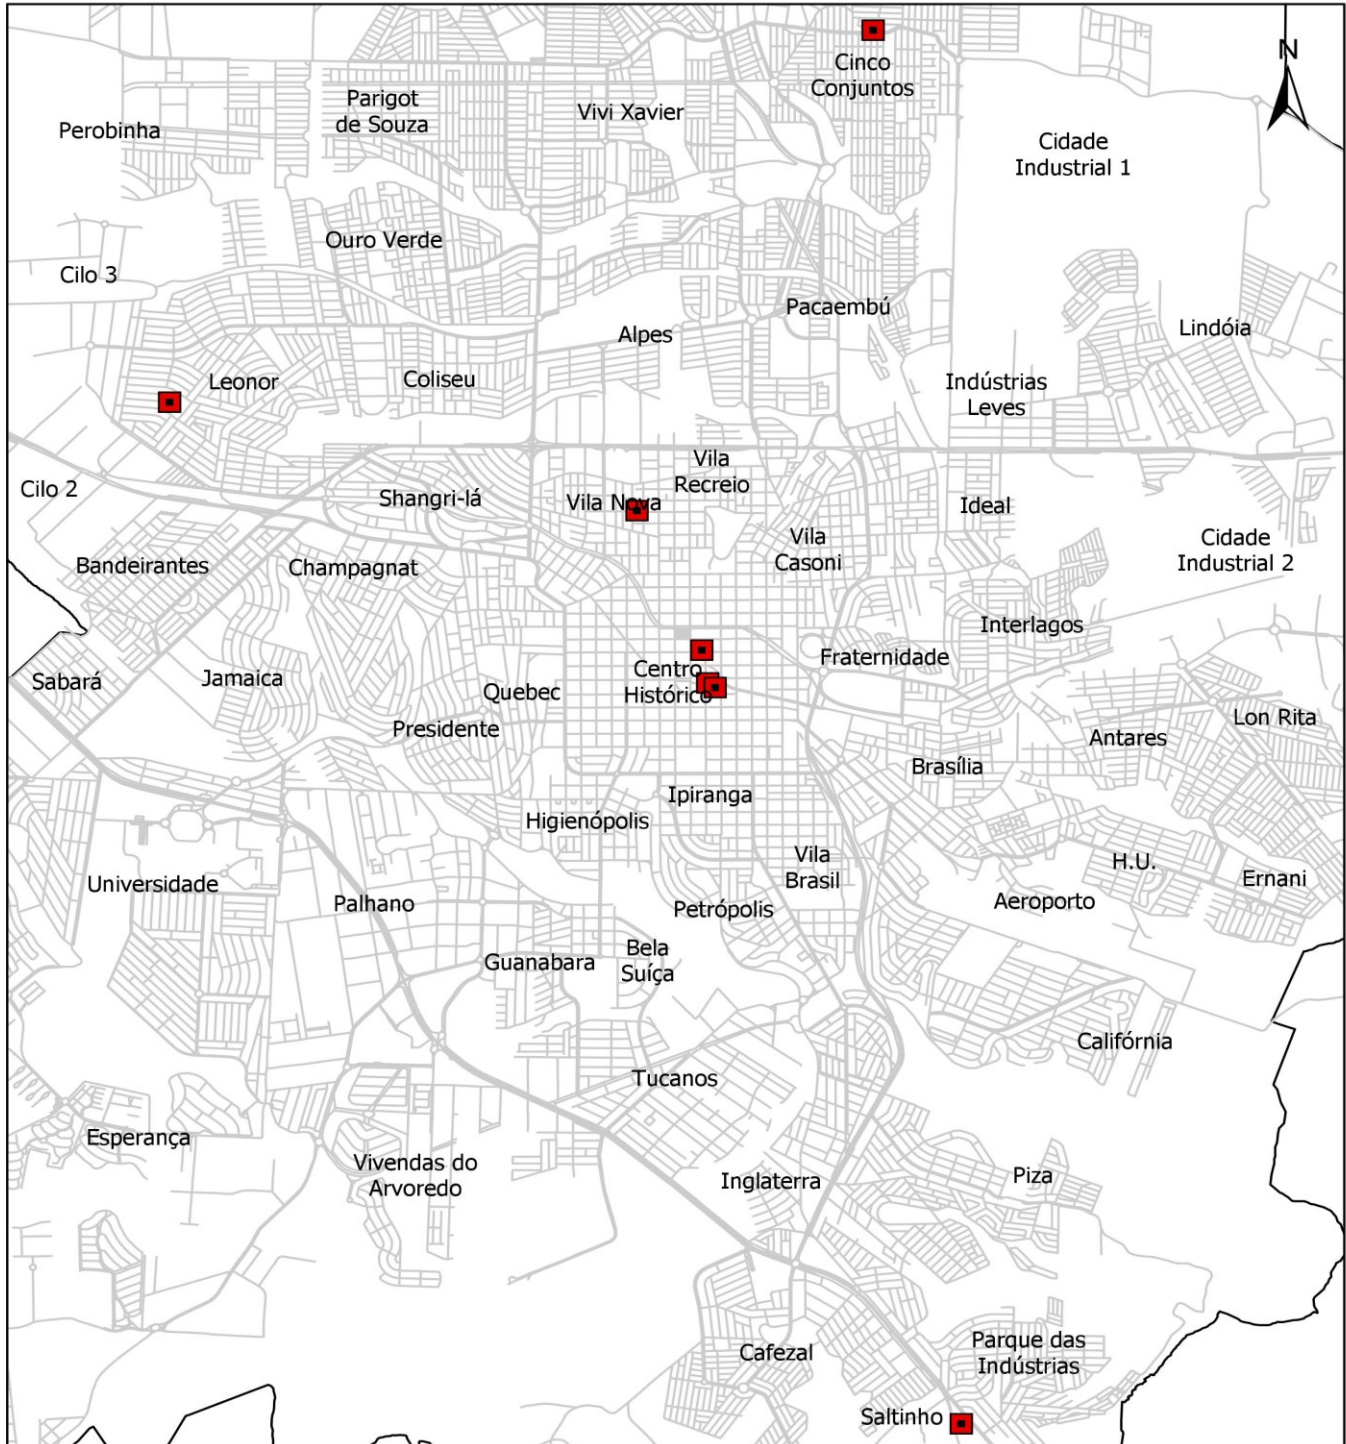 N
Cinco
Conjuntos
Parigot
de Souza
Vivi Xavier
Perobinha
Cidade
Industrial 1
Ouro Verde
Cilo 3
Pacaembú
Lindóia
Alpes
Leonor
Coliseu
Indústrias
Leves
Vila
Recreio
Cilo 2
Shangri-lá
Vila Nova
Ideal
Vila
Casoni
Cidade
Industrial 2
Bandeirantes
Champagnat
Interlagos
Fraternidade
Centro
Histórico
Sabará
Jamaica
Quebec
Presidente
Lon Rita
Antares
Brasília
Ipiranga
Higienópolis
Vila
Brasil
H.U.
Ernani
Universidade
Palhano
Petrópolis
Aeroporto
Guanabara
Bela
Suíça
Califórnia
Tucanos
Esperança
Vivendas do
Arvoredo
Inglaterra
Piza
Cafezal
Parque das
Indústrias
Saltinho